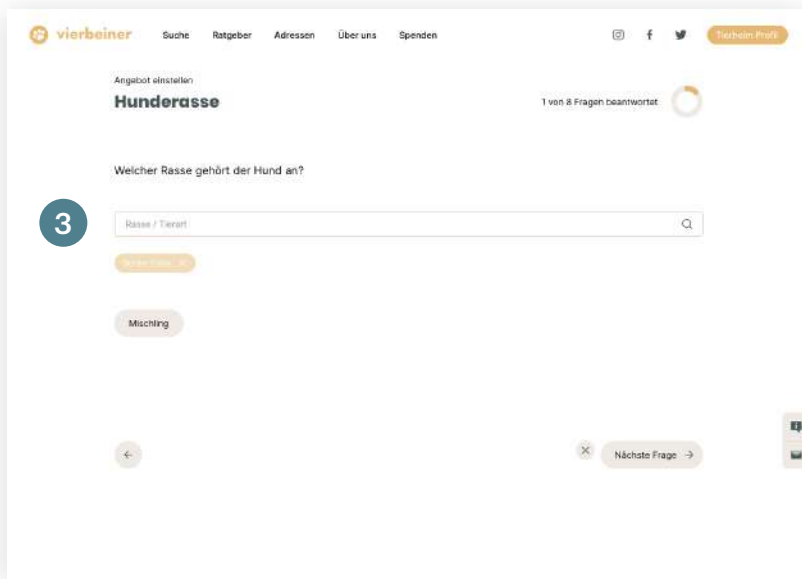 vierbeiner Suche Ratgeber Adressen Über uns Spenden Tierheim Profil
Angebot einstellen
Hunderasse
1 von 8 Fragen beantwortet
Welcher Rasse gehört der Hund an?
3
Rasse / Tierart
Mischling
Nächste Frage